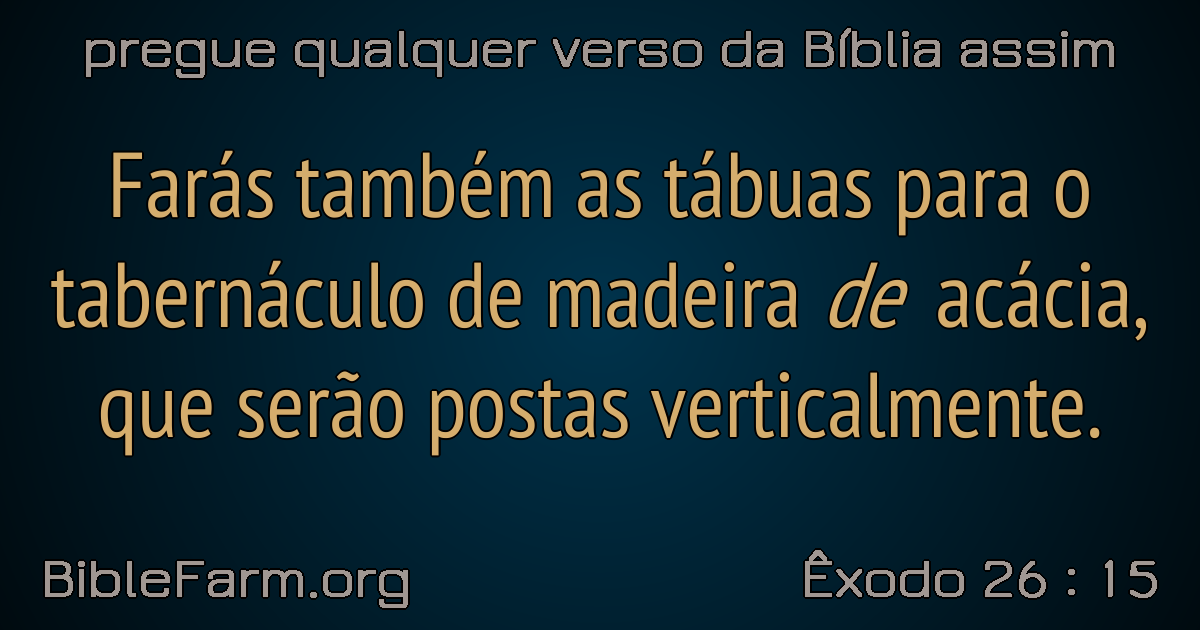 pregue qualquer verso da Bíblia assim
Farás também as tábuas para o
tabernáculo de madeira de acácia,
que serão postas verticalmente.
BibleFarm.org
Êxodo 26 : 15